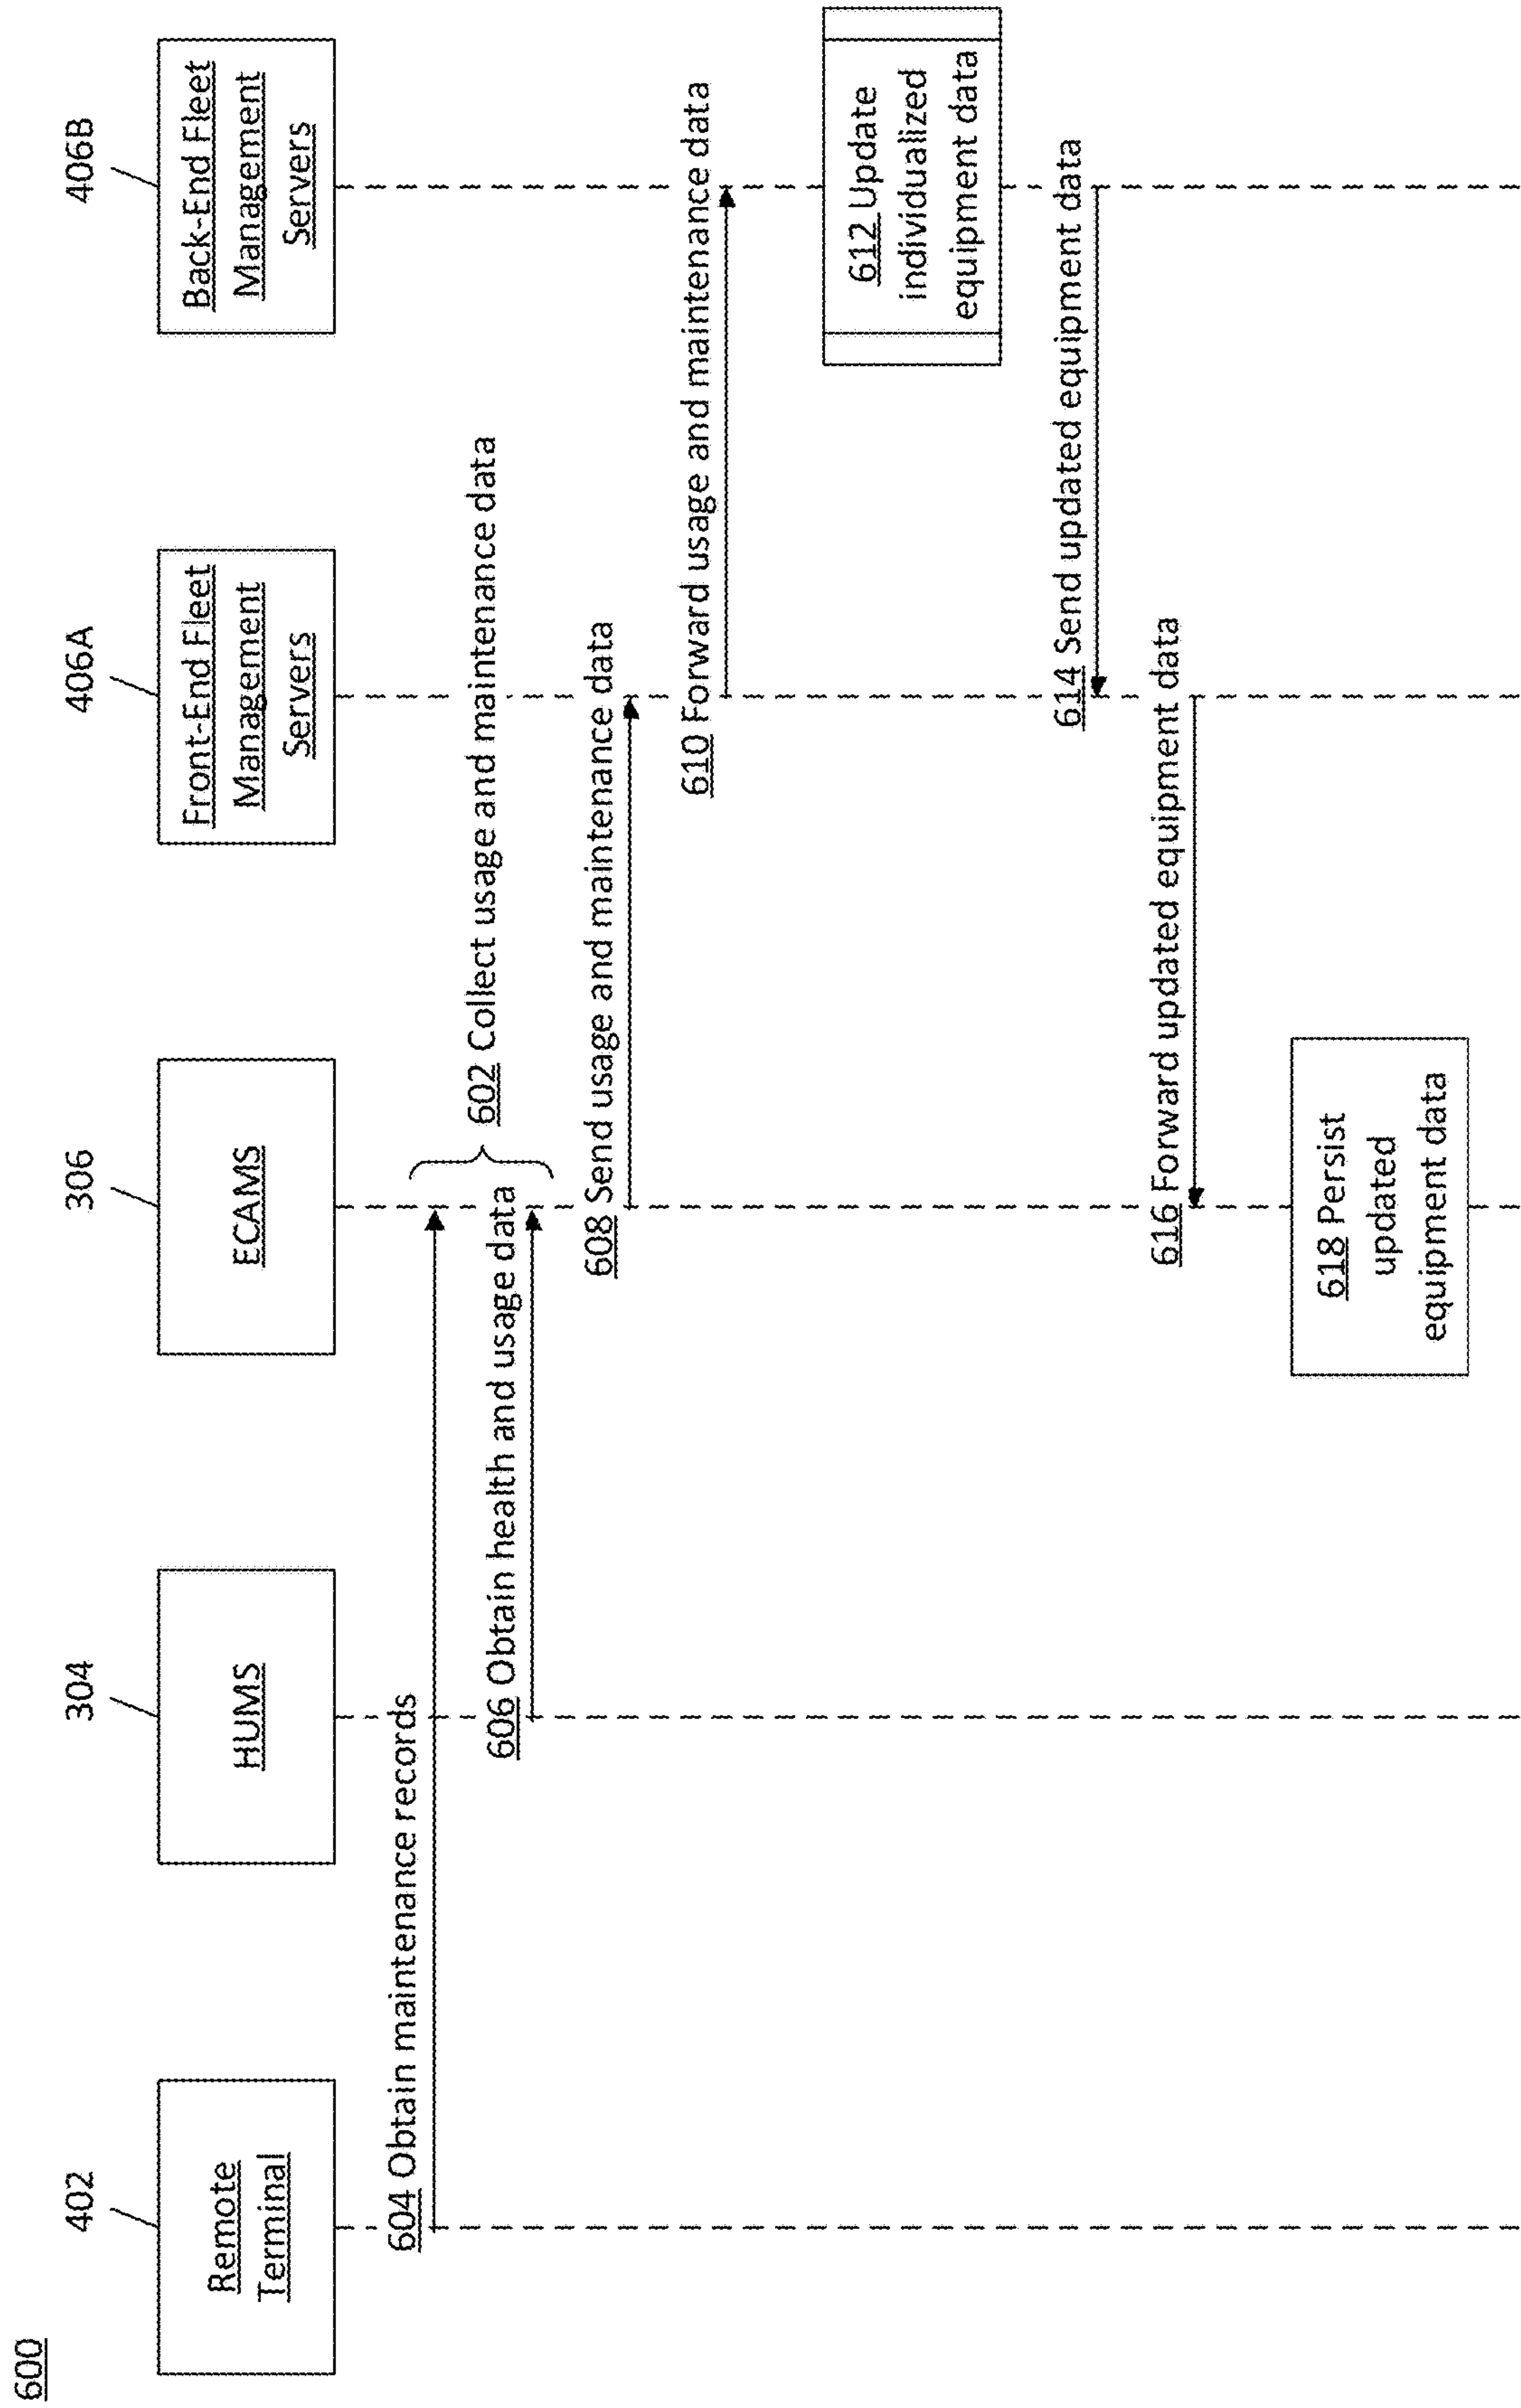 600
402
304
306
406A
406B
Remote
Terminal
HUMS
ECAMS
Front-End Fleet
Management
Servers
Back-End Fleet
Management
Servers
604 Obtain maintenance records
602 Collect usage and maintenance data
606 Obtain health and usage data
608 Send usage and maintenance data
610 Forward usage and maintenance data
612 Update
individualized
equipment data
614 Send updated equipment data
616 Forward updated equipment data
618 Persist
updated
equipment data